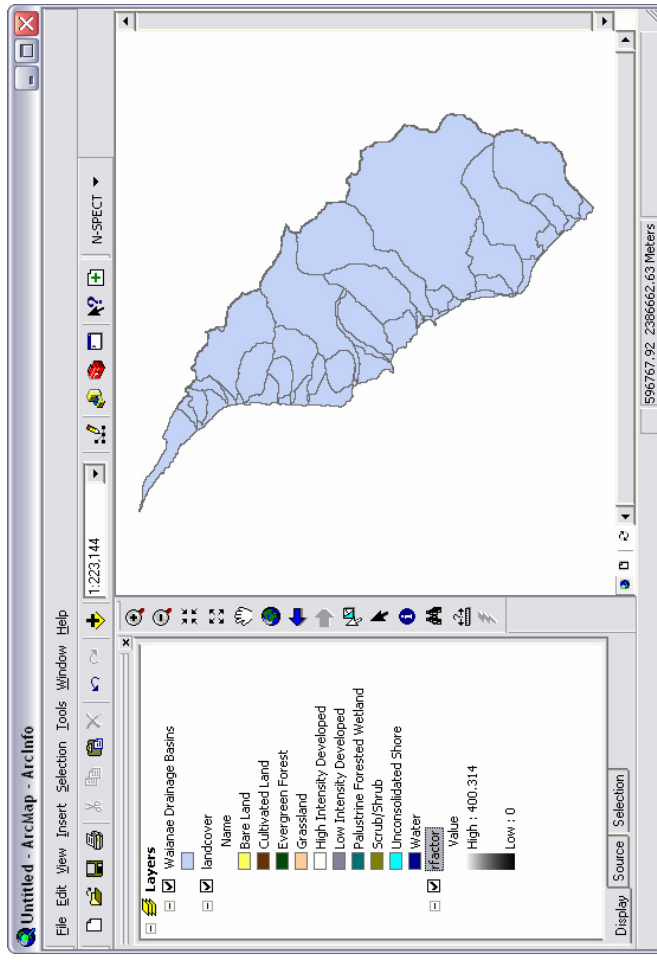 Untitled - ArcMap - ArcInfo
File Edit View Insert Selection Tools Window Help
1:223,144
N-SPECT
Layers
Waianae Drainage Basins
landcover
Name
Bare Land
Cultivated Land
Evergreen Forest
Grassland
High Intensity Developed
Low Intensity Developed
Palustrine Forested Wetland
Scrub/Shrub
Unconsolidated Shore
Water
rfactor
Value
High : 400.314
Low : 0
Display Source Selection
596767.92 2386662.63 Meters